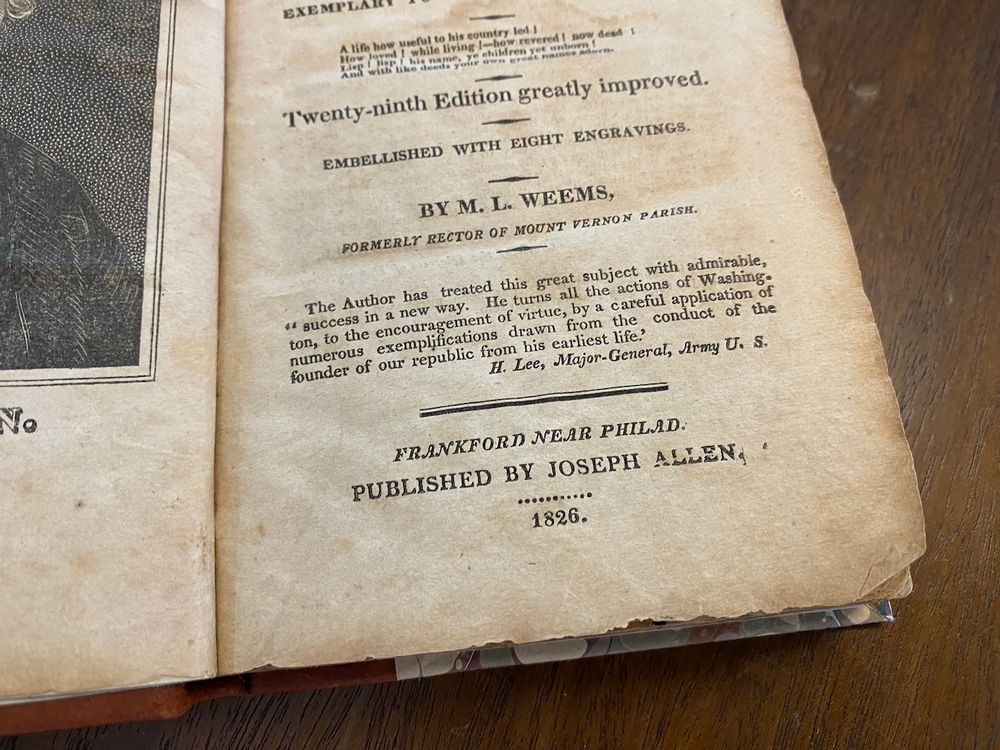 EXEMPLARY
A life how useful to his country led!
How loved! while living!—how revered! now dead!
Lisp! lisp! his name, ye children yet unborn!
And with like deeds your own great names adorn.
Twenty-ninth Edition greatly improved.
EMBELLISHED WITH EIGHT ENGRAVINGS.
BY M. L. WEEMS,
FORMERLY RECTOR OF MOUNT VERNON PARISH.
The Author has treated this great subject with admirable,
“ success in a new way. He turns all the actions of Washing-
ton, to the encouragement of virtue, by a careful application of
numerous exemplifications drawn from the conduct of the
founder of our republic from his earliest life.’
H. Lee, Major-General, Army U. S.
FRANKFORD NEAR PHILAD.
PUBLISHED BY JOSEPH ALLEN,
1826.
N.